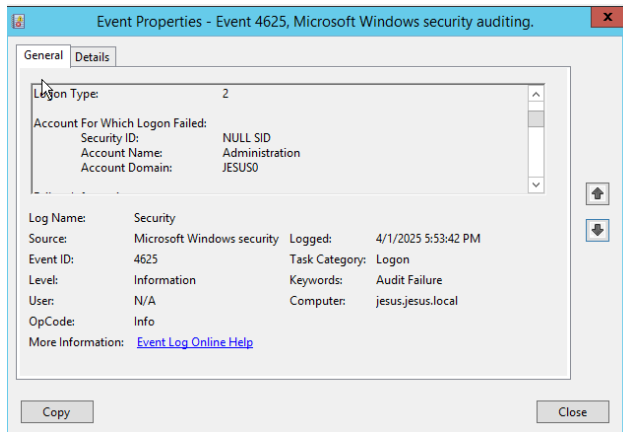 Event Properties - Event 4625, Microsoft Windows security auditing.
x
General Details
Logon Type: 2
Account For Which Logon Failed:
Security ID: NULL SID
Account Name: Administration
Account Domain: JESUS0
Log Name: Security
Source: Microsoft Windows security Logged: 4/1/2025 5:53:42 PM
Event ID: 4625 Task Category: Logon
Level: Information Keywords: Audit Failure
User: N/A Computer: jesus.jesus.local
OpCode: Info
More Information: Event Log Online Help
Copy Close